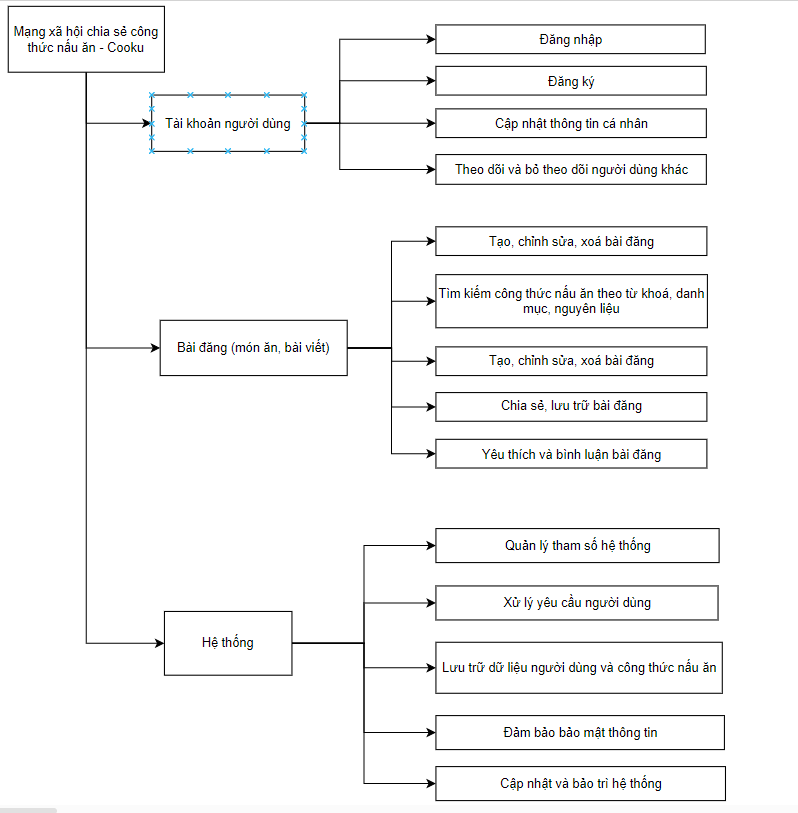 Mạng xã hội chia sẻ công
thức nấu ăn - Cooku
Tài khoản người dùng
Đăng nhập
Đăng ký
Cập nhật thông tin cá nhân
Theo dõi và bỏ theo dõi người dùng khác
Bài đăng (món ăn, bài viết)
Tạo, chỉnh sửa, xoá bài đăng
Tìm kiếm công thức nấu ăn theo từ khoá, danh
mục, nguyên liệu
Tạo, chỉnh sửa, xoá bài đăng
Chia sẻ, lưu trữ bài đăng
Yêu thích và bình luận bài đăng
Hệ thống
Quản lý tham số hệ thống
Xử lý yêu cầu người dùng
Lưu trữ dữ liệu người dùng và công thức nấu ăn
Đảm bảo bảo mật thông tin
Cập nhật và bảo trì hệ thống